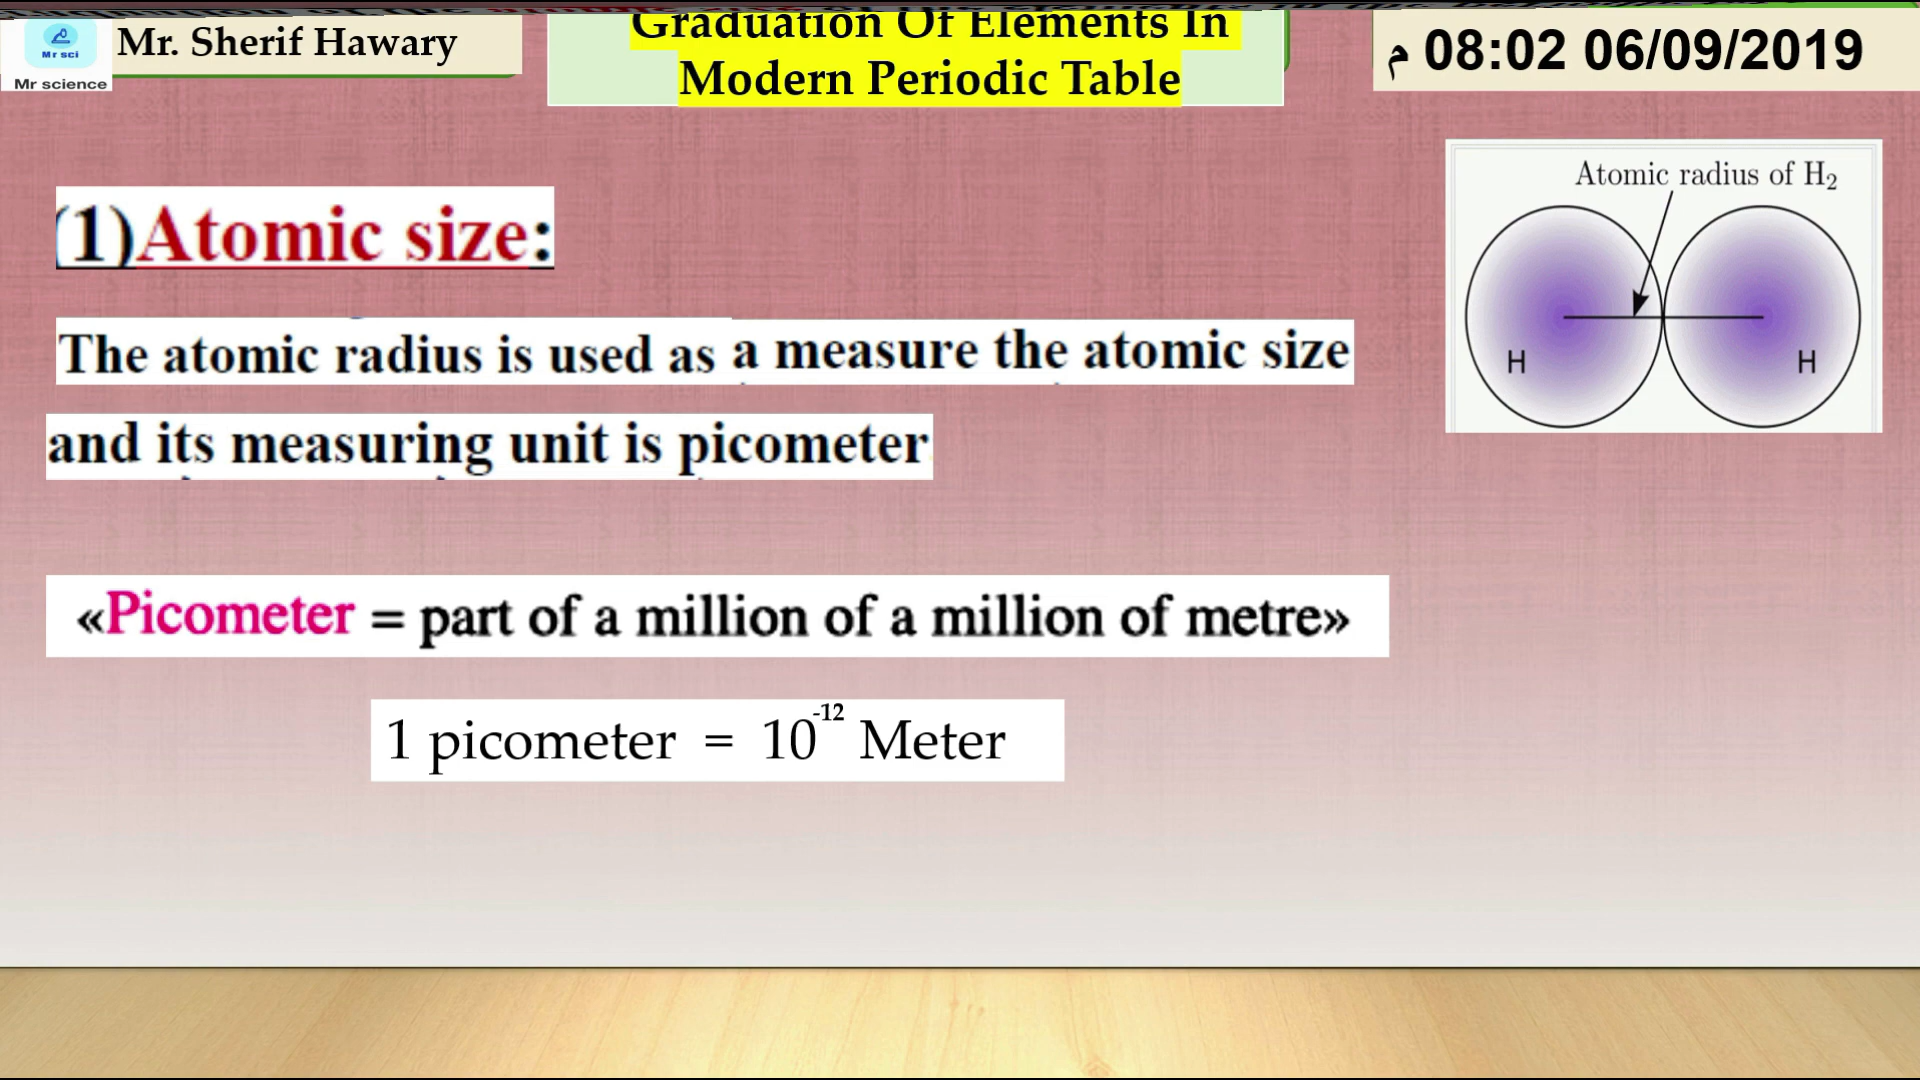 Mr sci
Mr science
Mr. Sherif Hawary
Graduation Of Elements In
Modern Periodic Table
م 08:02 06/09/2019
(1)Atomic size:
The atomic radius is used as a measure the atomic size
and its measuring unit is picometer
Atomic radius of H₂
H
H
«Picometer = part of a million of a million of metre»
1 picometer = 10⁻¹² Meter